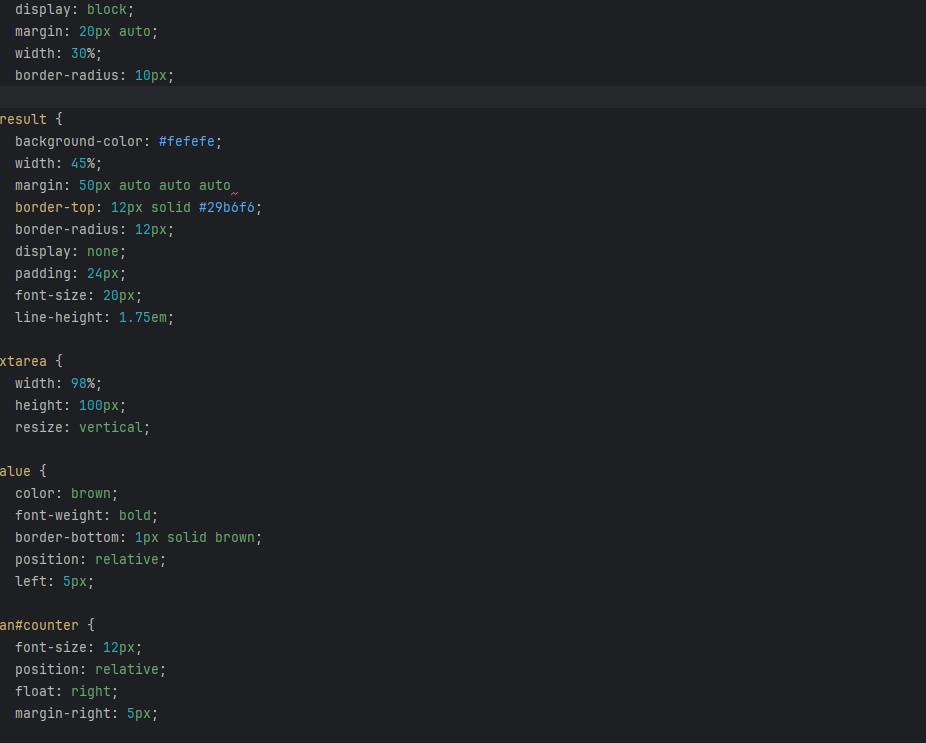 display: block;
margin: 20px auto;
width: 30%;
border-radius: 10px;
result {
background-color: #fefefe;
width: 45%;
margin: 50px auto auto auto
border-top: 12px solid #29b6f6;
border-radius: 12px;
display: none;
padding: 24px;
font-size: 20px;
line-height: 1.75em;
xtarea {
width: 98%;
height: 100px;
resize: vertical;
alue {
color: brown;
font-weight: bold;
border-bottom: 1px solid brown;
position: relative;
left: 5px;
an#counter {
font-size: 12px;
position: relative;
float: right;
margin-right: 5px;